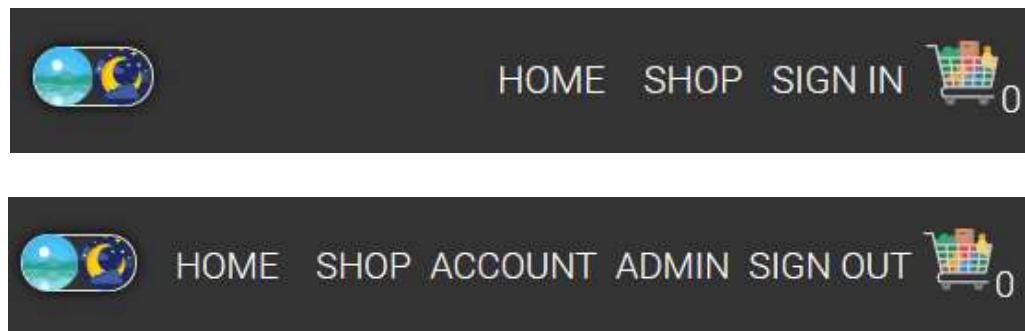 HOME SHOP SIGN IN 0
HOME SHOP ACCOUNT ADMIN SIGN OUT 0